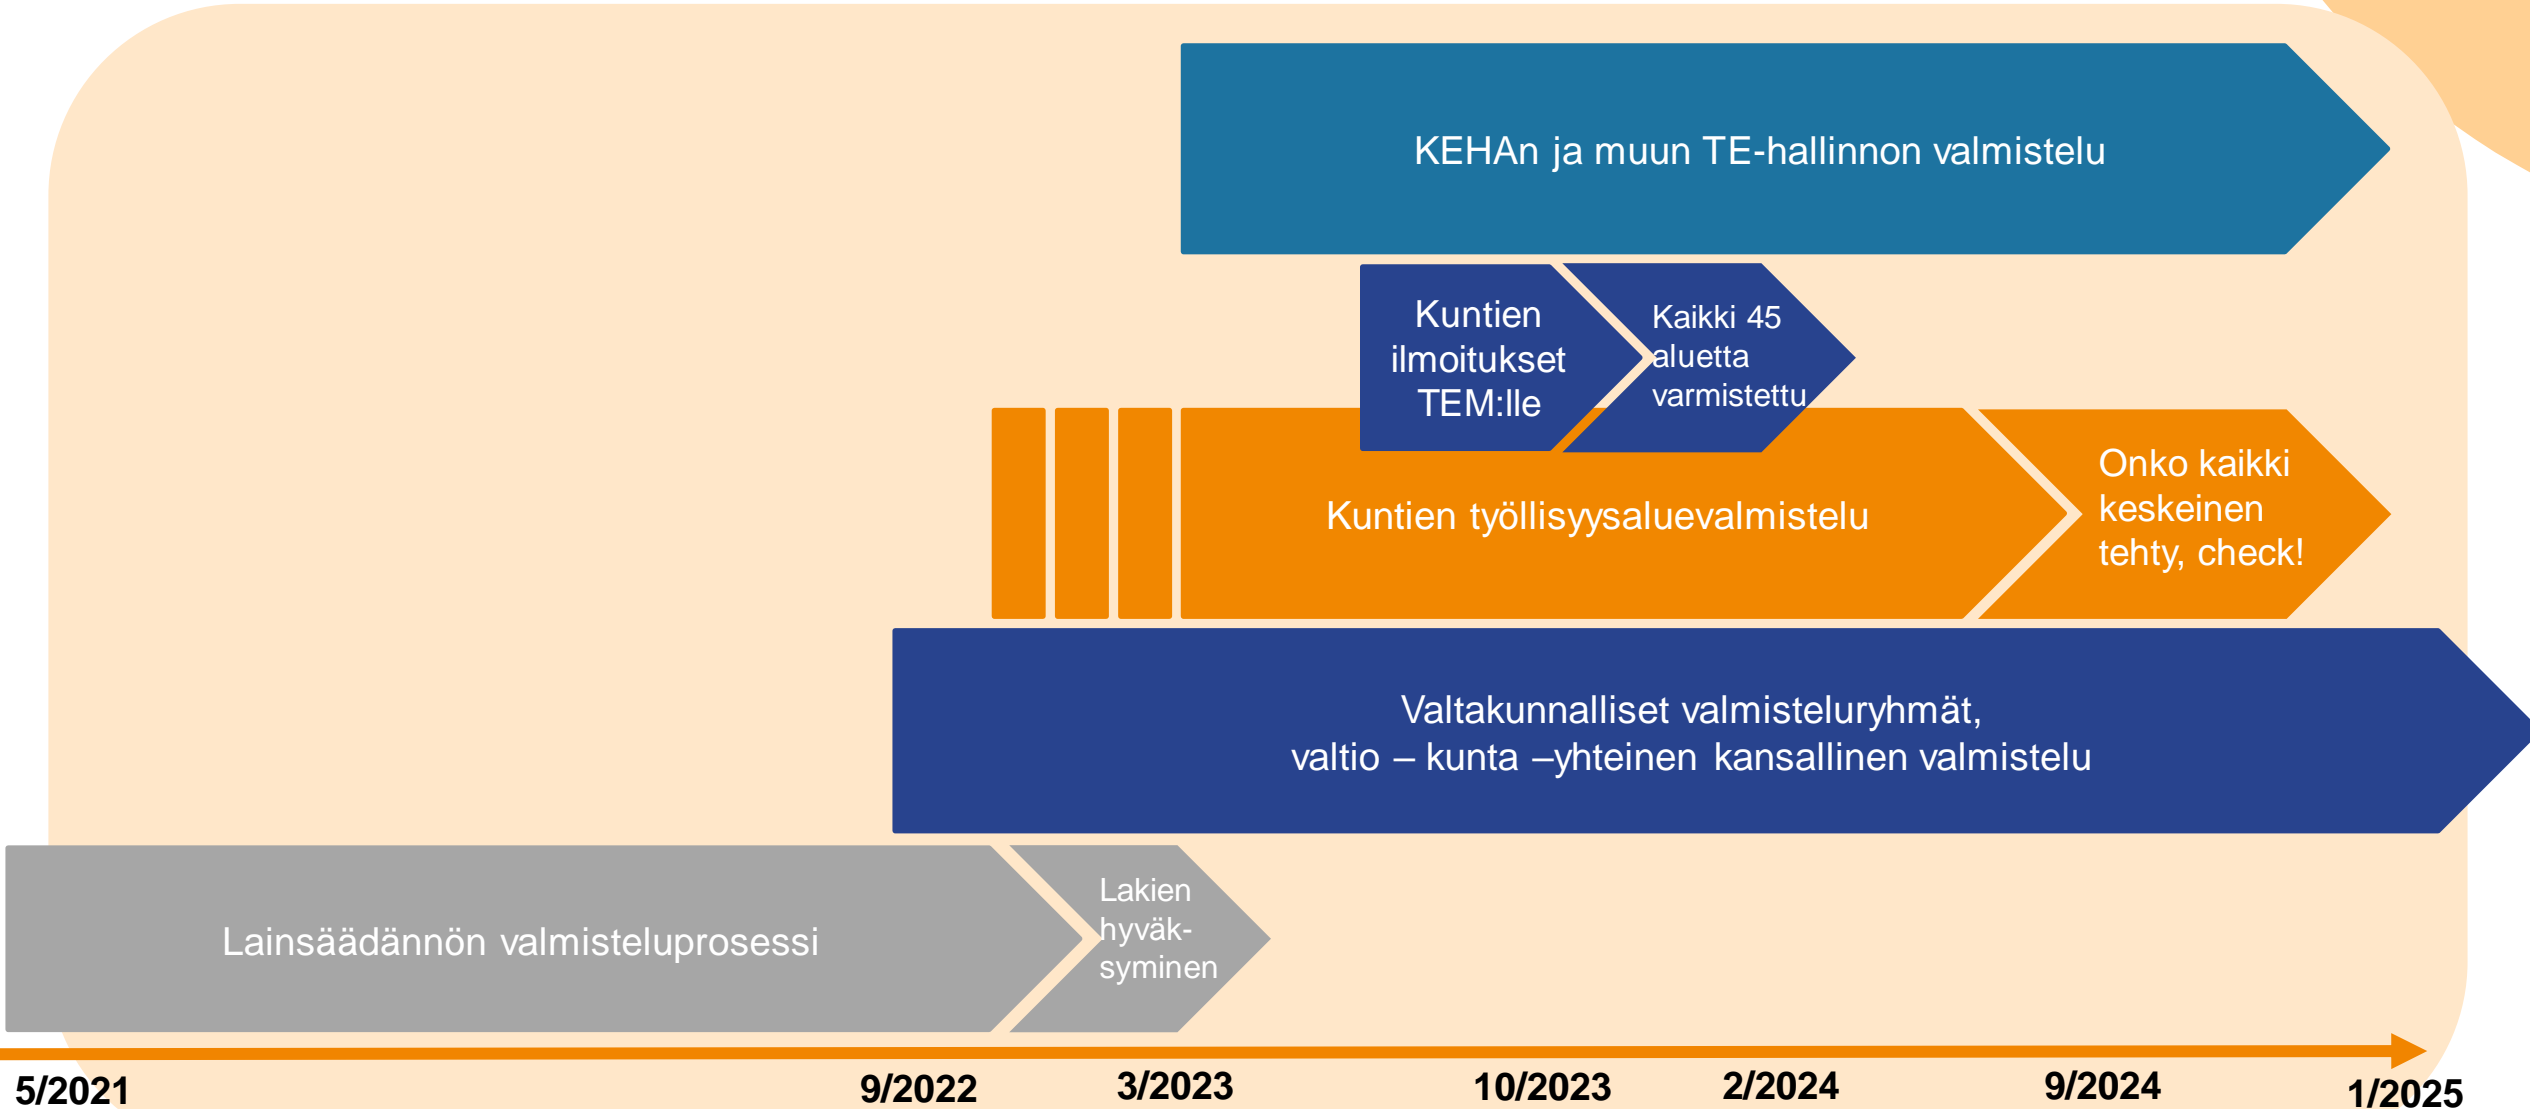 KEHAn ja muun TE-hallinnon valmistelu
Kuntien
ilmoitukset
TEM:lle
Kaikki 45
aluetta
varmistettu
Kuntien työllisyysaluevalmistelu
Onko kaikki
keskeinen
tehty, check!
Valtakunnalliset valmisteluryhmät,
valtio – kunta –yhteinen kansallinen valmistelu
Lainsäädännön valmisteluprosessi
Lakien
hyväk-
syminen
5/2021
9/2022
3/2023
10/2023
2/2024
9/2024
1/2025